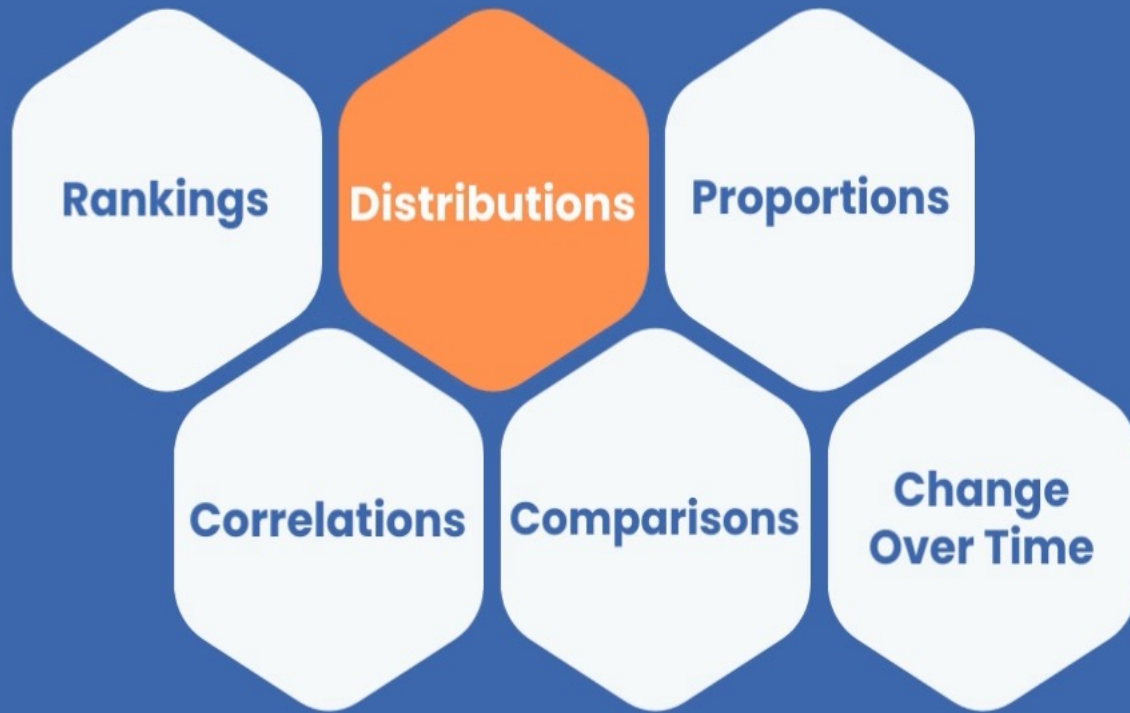 Rankings
Distributions
Proportions
Correlations
Comparisons
Change
Over Time